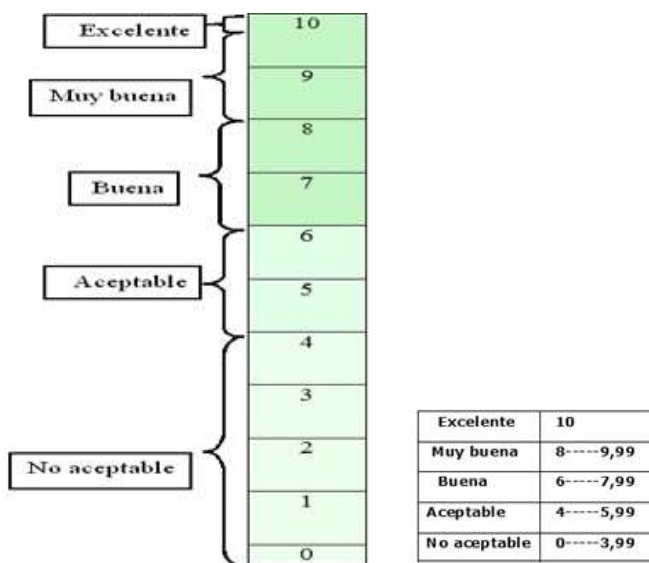 Excelente
Muy buena
Buena
Aceptable
No aceptable
10
9
8
7
6
5
4
3
2
1
0
Excelente 10
Muy buena 8-----9,99
Buena 6-----7,99
Aceptable 4-----5,99
No aceptable 0-----3,99